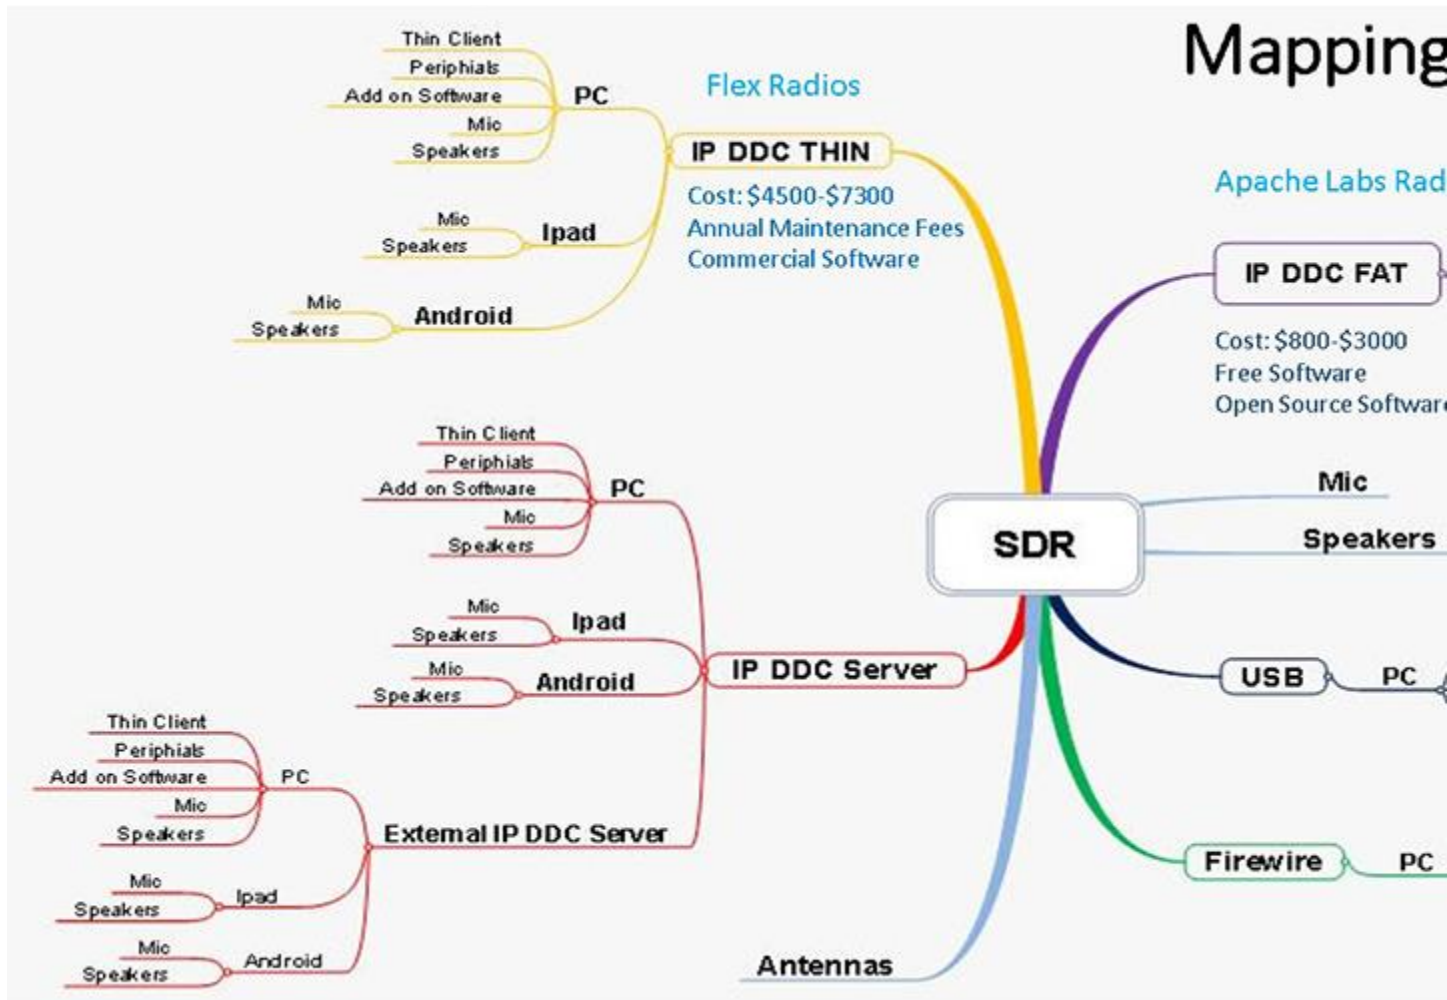 Mapping
Flex Radios
Thin Client
Periphials
Add on Software
Mic
Speakers
PC
IP DDC THIN
Cost: $4500-$7300
Annual Maintenance Fees
Commercial Software
Mic
Speakers
Ipad
Mic
Speakers
Android
Apache Labs Rad
IP DDC FAT
Cost: $800-$3000
Free Software
Open Source Software
Mic
Speakers
SDR
Thin Client
Periphials
Add on Software
Mic
Speakers
PC
Mic
Speakers
Ipad
Mic
Speakers
Android
IP DDC Server
USB
PC
Thin Client
Periphials
Add on Software
Mic
Speakers
PC
External IP DDC Server
Mic
Speakers
Ipad
Mic
Speakers
Android
Firewire
PC
Antennas